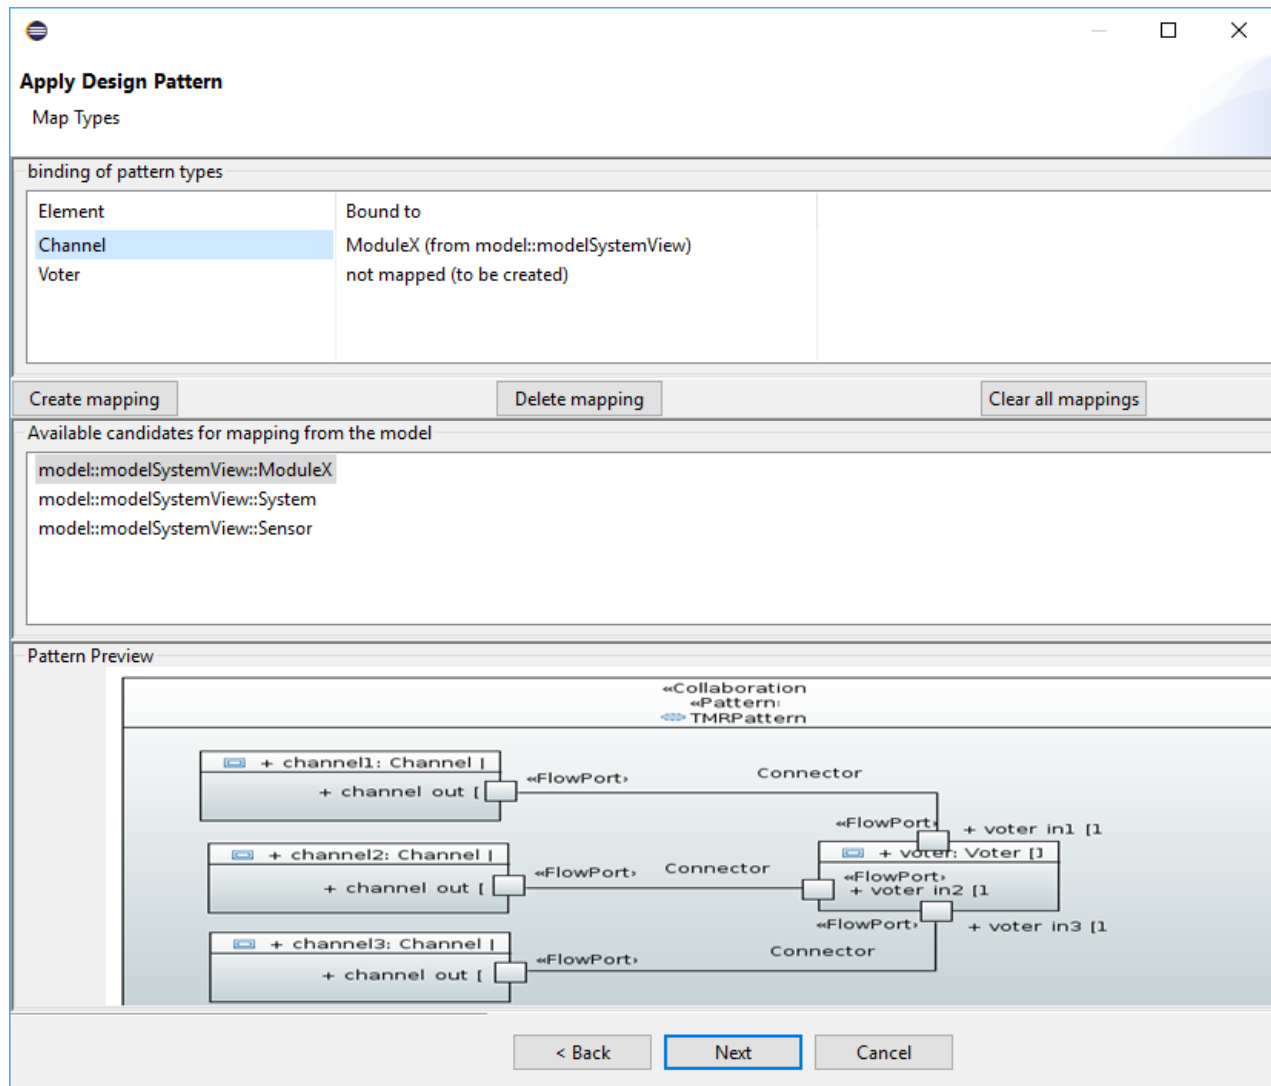 Apply Design Pattern
Map Types
binding of pattern types
Element Bound to
Channel ModuleX (from model::modelSystemView)
Voter not mapped (to be created)
Create mapping Delete mapping Clear all mappings
Available candidates for mapping from the model
model::modelSystemView::ModuleX
model::modelSystemView::System
model::modelSystemView::Sensor
Pattern Preview
«Collaboration
«Pattern›
TMRPattern
+ channel1: Channel [
«FlowPort›
Connector
+ channel out [
«FlowPort›
+ voter in1 [1
+ channel2: Channel [
+ voter: Voter []
«FlowPort›
Connector
«FlowPort›
+ channel out [
+ voter in2 [1
«FlowPort›
+ voter in3 [1
+ channel3: Channel [
Connector
«FlowPort›
+ channel out [
< Back Next Cancel